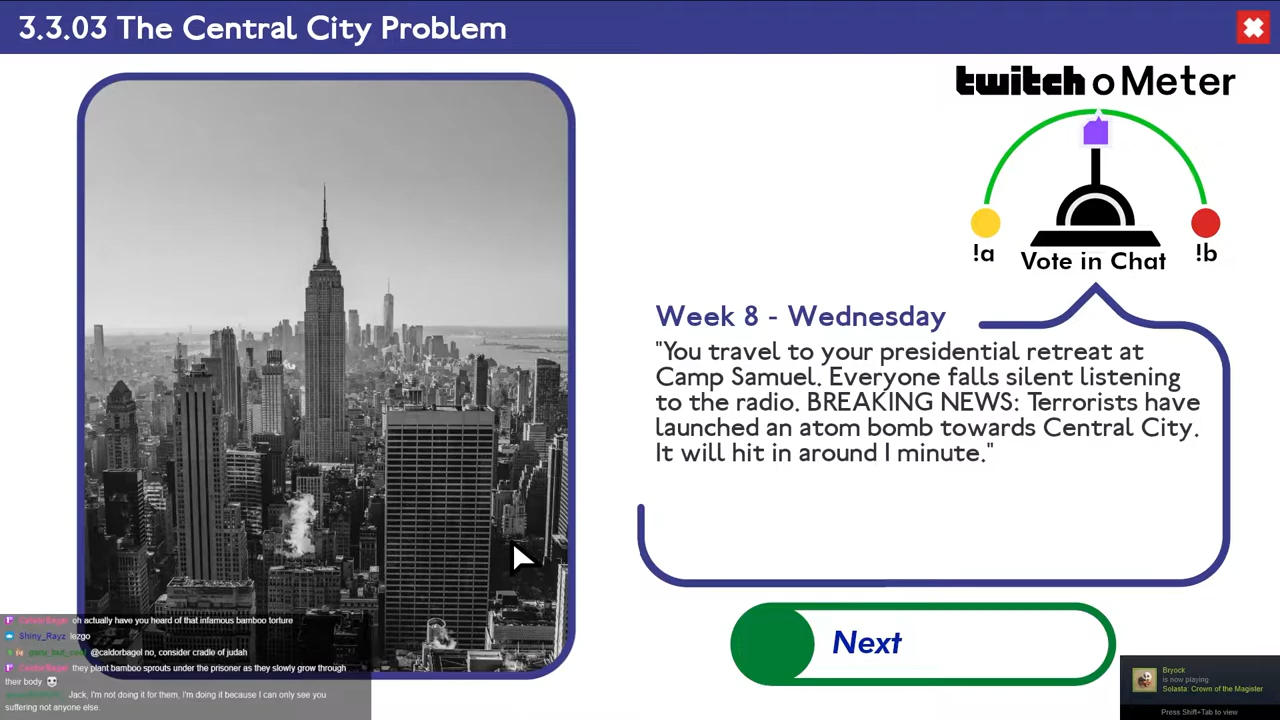 3.3.03 The Central City Problem
twitch o Meter
!a
Vote in Chat
!b
Week 8 - Wednesday
"You travel to your presidential retreat at
Camp Samuel. Everyone falls silent listening
to the radio. BREAKING NEWS: Terrorists have
launched an atom bomb towards Central City.
It will hit in around 1 minute."
Next
CaldorBagel oh actually have you heard of that infamous bamboo torture
Shiny_Rayz lezgo
@caldorbagel no, consider cradle of judah
CaldorBagel they plant bamboo sprouts under the prisoner as they slowly grow through
their body
Jack, I'm not doing it for them, I'm doing it because I can only see you
suffering not anyone else.
Bryock
is now playing
Solasta: Crown of the Magister
Press Shift+Tab to view